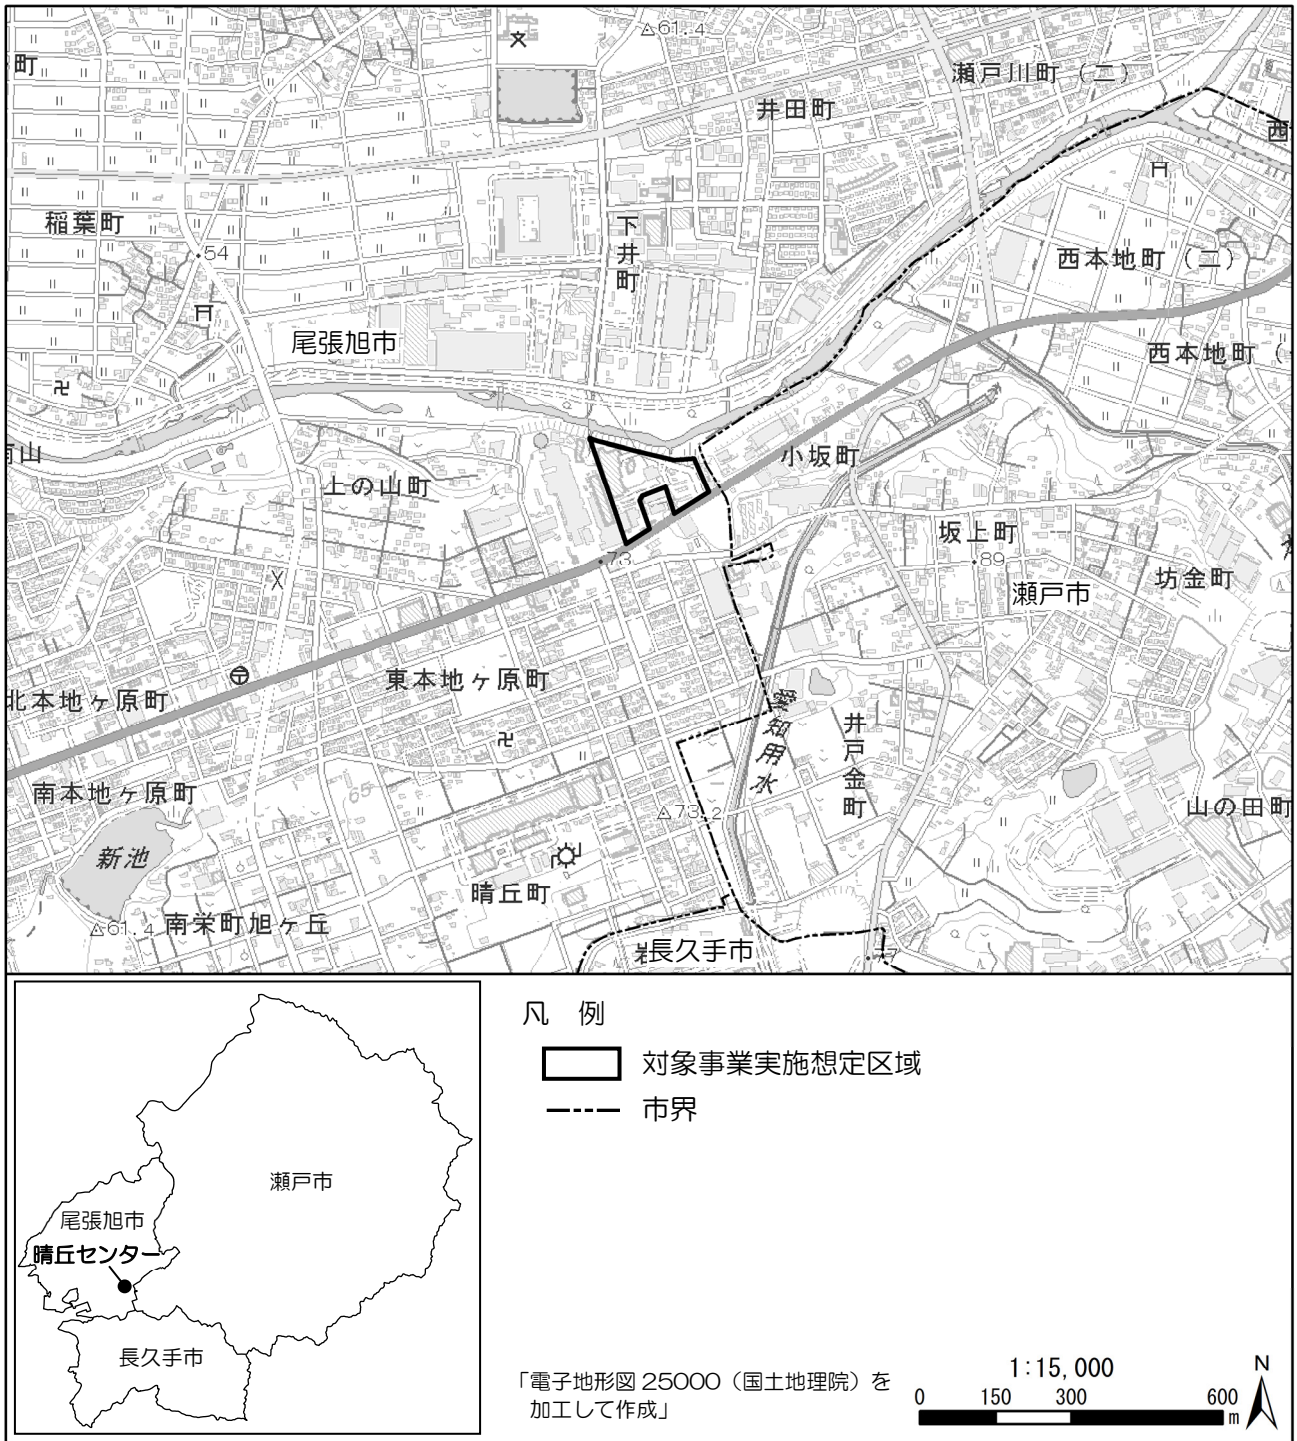 △61.4
町
瀬戸川町（二）
井田町
西
稲葉町
下井町
54
西本地町（二）
尾張旭市
西本地町（
南山
小坂町
上の山町
坂上町
73
89
坊金町
瀬戸市
東本地ヶ原町
北本地ヶ原町
愛知用水
井戸金町
南本地ヶ原町
65
△73.2
山の田町
新池
晴丘町
△61.4
南栄町旭ヶ丘
長久手市
凡 例
対象事業実施想定区域
市界
瀬戸市
尾張旭市
晴丘センター
長久手市
「電子地形図 25000（国土地理院）を
加工して作成」
1:15,000
0 150 300 600
m
N